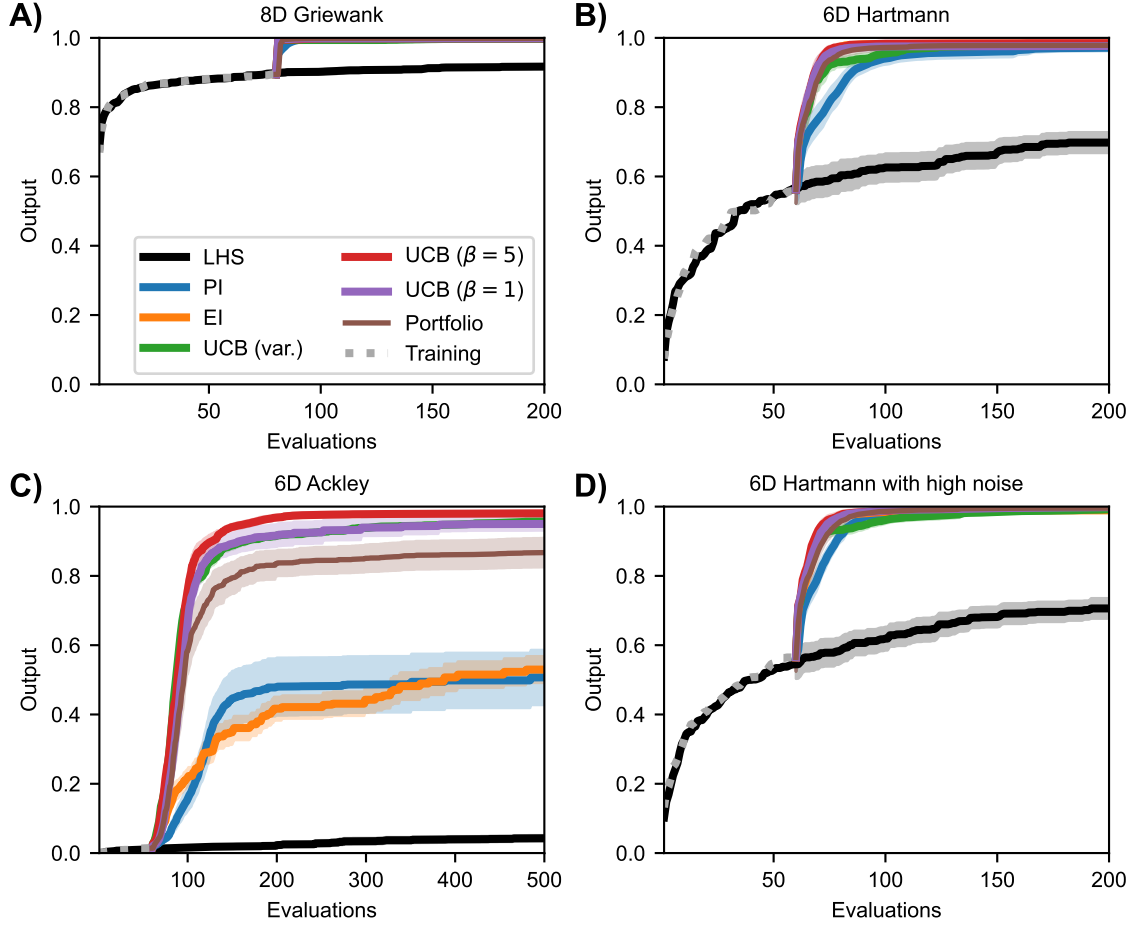 A)
8D Griewank
1.0
0.8
0.6
0.4
0.2
0.0
Output
LHS
PI
EI
UCB (var.)
UCB (β = 5)
UCB (β = 1)
Portfolio
Training
50
100
150
200
Evaluations
B)
6D Hartmann
1.0
0.8
0.6
0.4
0.2
0.0
Output
50
100
150
200
Evaluations
C)
6D Ackley
1.0
0.8
0.6
0.4
0.2
0.0
Output
100
200
300
400
500
Evaluations
D)
6D Hartmann with high noise
1.0
0.8
0.6
0.4
0.2
0.0
Output
50
100
150
200
Evaluations